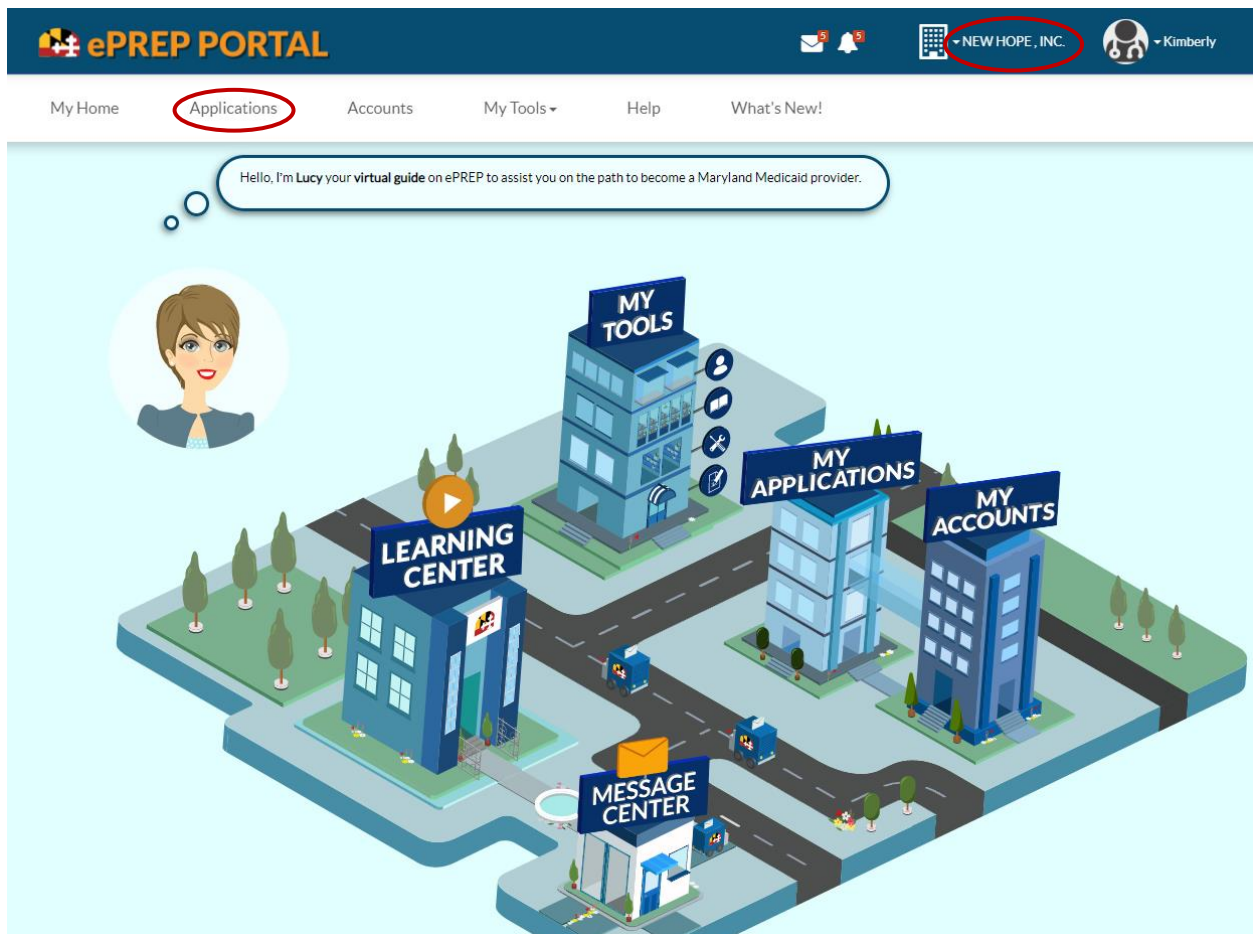 ePREP PORTAL
5
5
NEW HOPE , INC.
Kimberly
My Home
Applications
Accounts
My Tools
Help
What's New!
Hello, I'm Lucy your virtual guide on ePREP to assist you on the path to become a Maryland Medicaid provider.
MY
TOOLS
MY
APPLICATIONS
MY
ACCOUNTS
LEARNING
CENTER
MESSAGE
CENTER